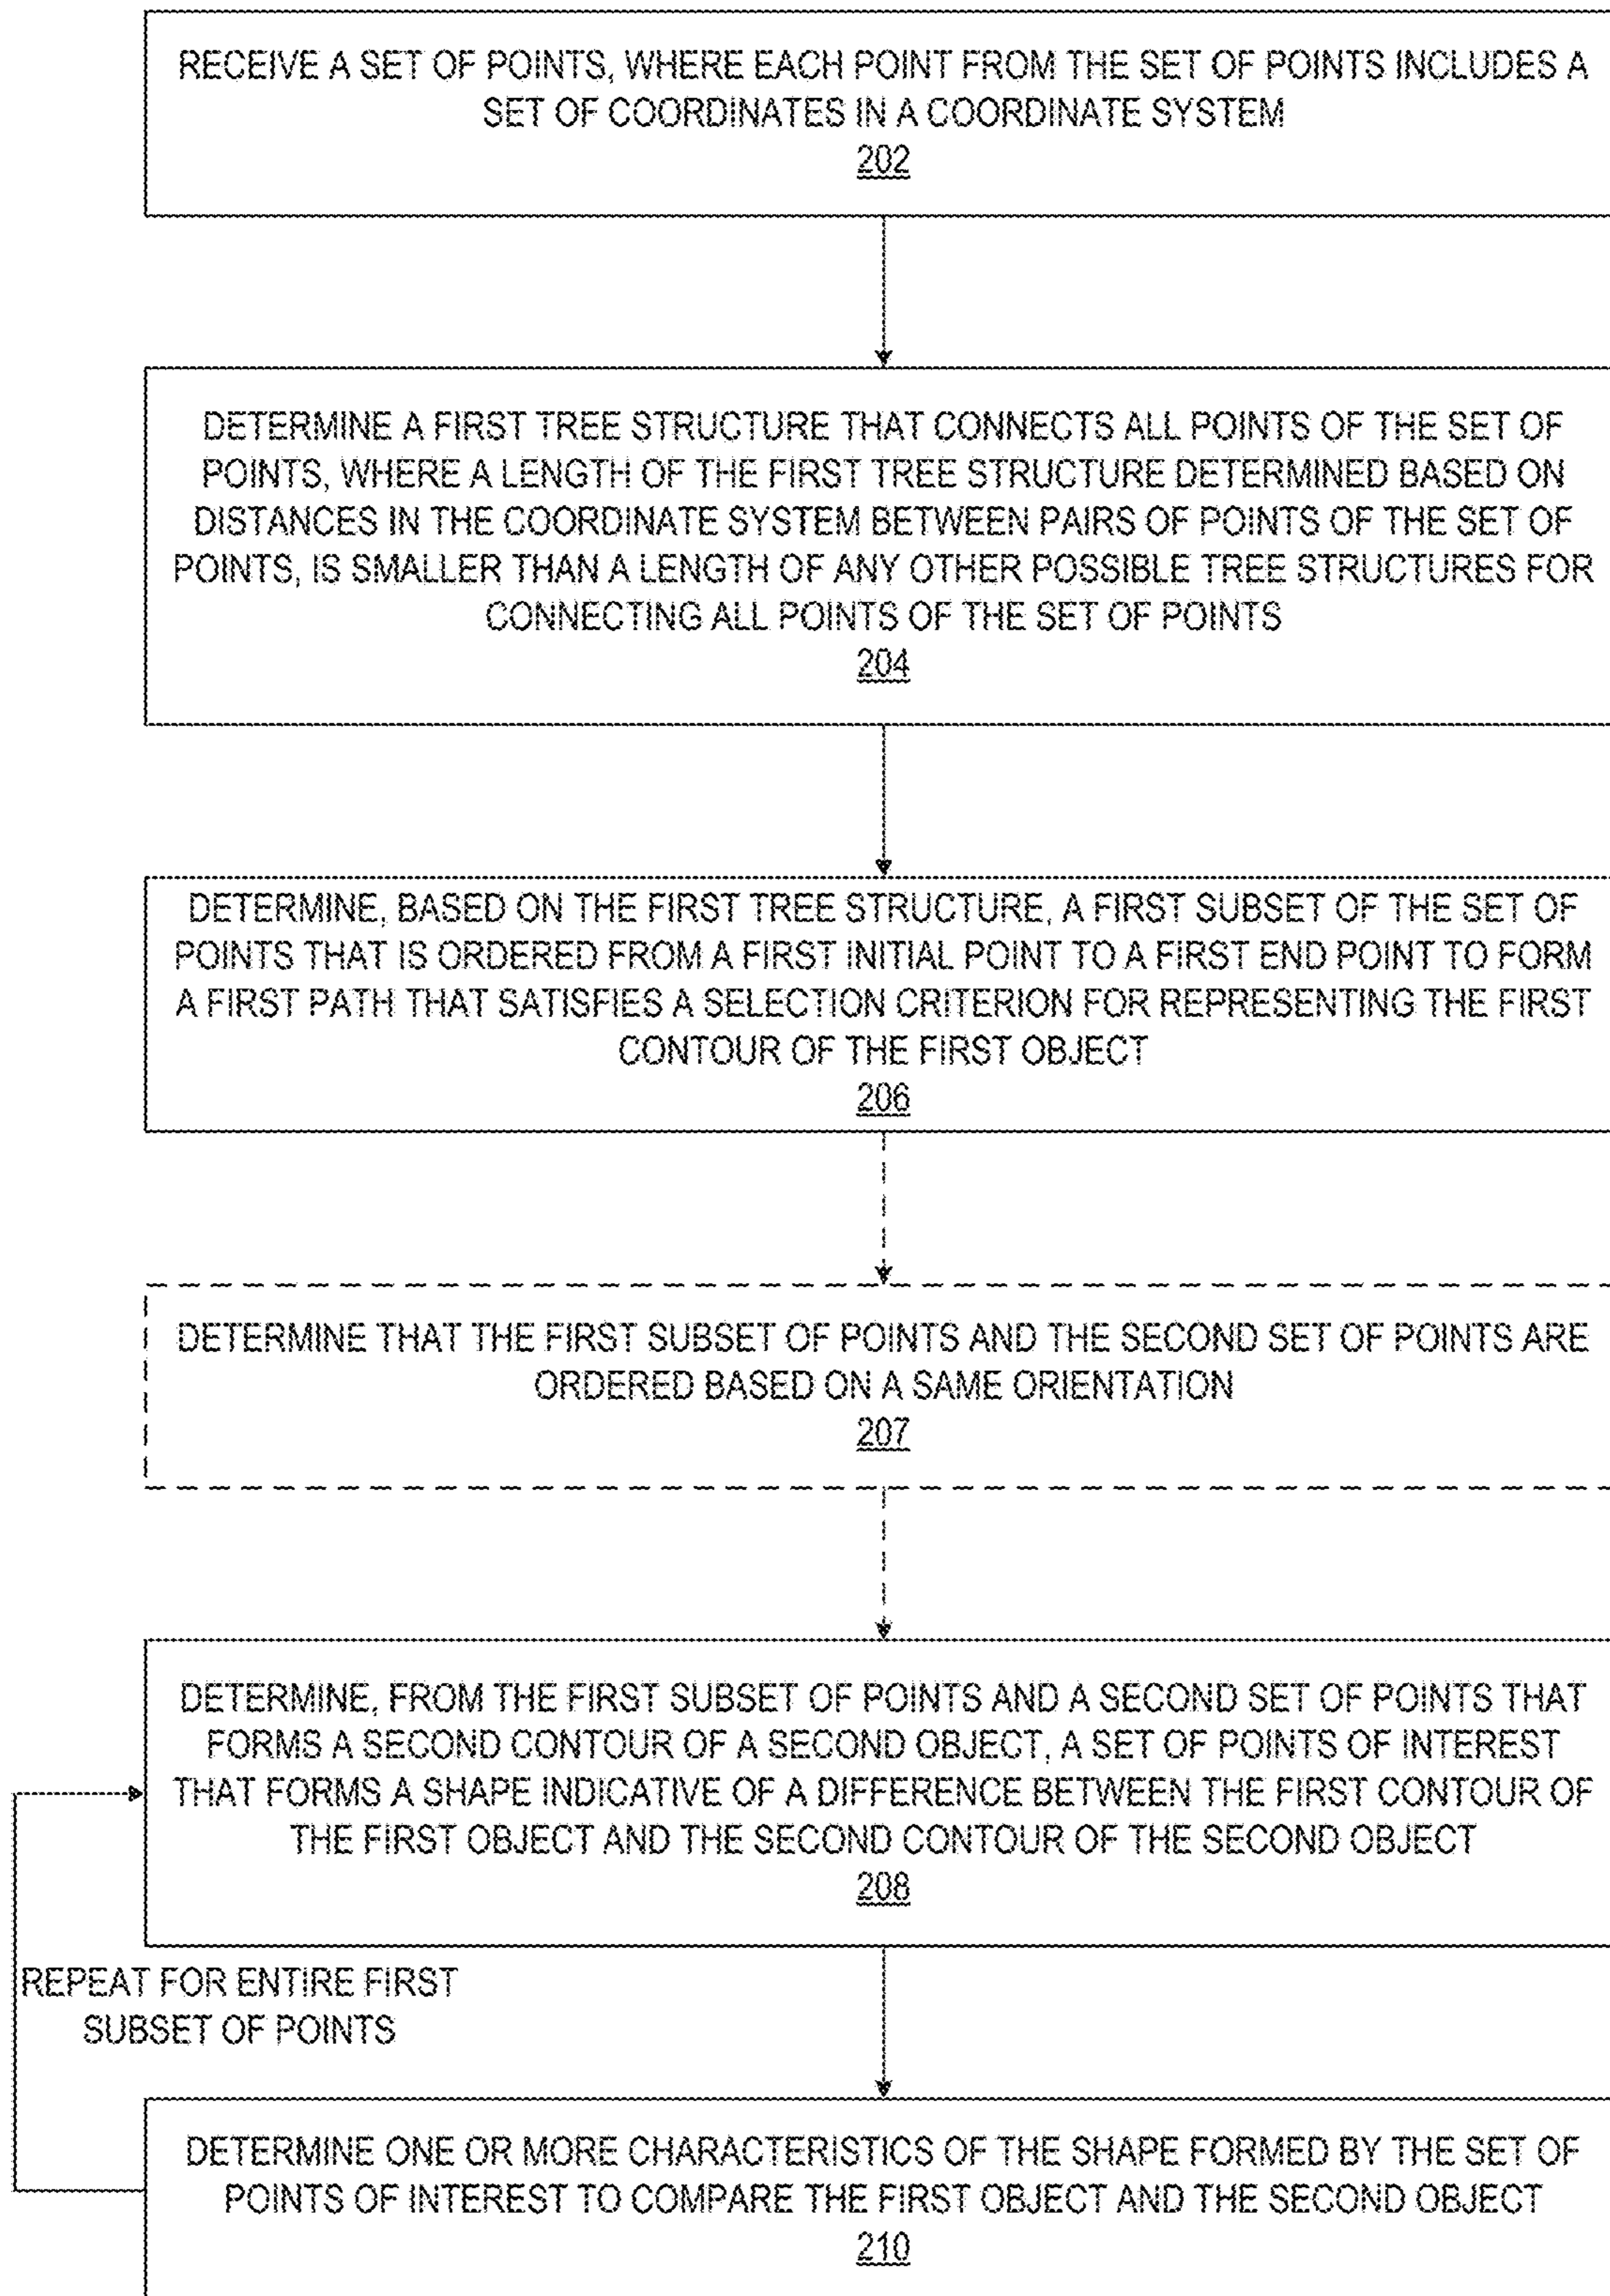 RECEIVE A SET OF POINTS, WHERE EACH POINT FROM THE SET OF POINTS INCLUDES A
SET OF COORDINATES IN A COORDINATE SYSTEM
202
DETERMINE A FIRST TREE STRUCTURE THAT CONNECTS ALL POINTS OF THE SET OF
POINTS, WHERE A LENGTH OF THE FIRST TREE STRUCTURE DETERMINED BASED ON
DISTANCES IN THE COORDINATE SYSTEM BETWEEN PAIRS OF POINTS OF THE SET OF
POINTS, IS SMALLER THAN A LENGTH OF ANY OTHER POSSIBLE TREE STRUCTURES FOR
CONNECTING ALL POINTS OF THE SET OF POINTS
204
DETERMINE, BASED ON THE FIRST TREE STRUCTURE, A FIRST SUBSET OF THE SET OF
POINTS THAT IS ORDERED FROM A FIRST INITIAL POINT TO A FIRST END POINT TO FORM
A FIRST PATH THAT SATISFIES A SELECTION CRITERION FOR REPRESENTING THE FIRST
CONTOUR OF THE FIRST OBJECT
206
DETERMINE THAT THE FIRST SUBSET OF POINTS AND THE SECOND SET OF POINTS ARE
ORDERED BASED ON A SAME ORIENTATION
207
DETERMINE, FROM THE FIRST SUBSET OF POINTS AND A SECOND SET OF POINTS THAT
FORMS A SECOND CONTOUR OF A SECOND OBJECT, A SET OF POINTS OF INTEREST
THAT FORMS A SHAPE INDICATIVE OF A DIFFERENCE BETWEEN THE FIRST CONTOUR OF
THE FIRST OBJECT AND THE SECOND CONTOUR OF THE SECOND OBJECT
208
REPEAT FOR ENTIRE FIRST
SUBSET OF POINTS
DETERMINE ONE OR MORE CHARACTERISTICS OF THE SHAPE FORMED BY THE SET OF
POINTS OF INTEREST TO COMPARE THE FIRST OBJECT AND THE SECOND OBJECT
210